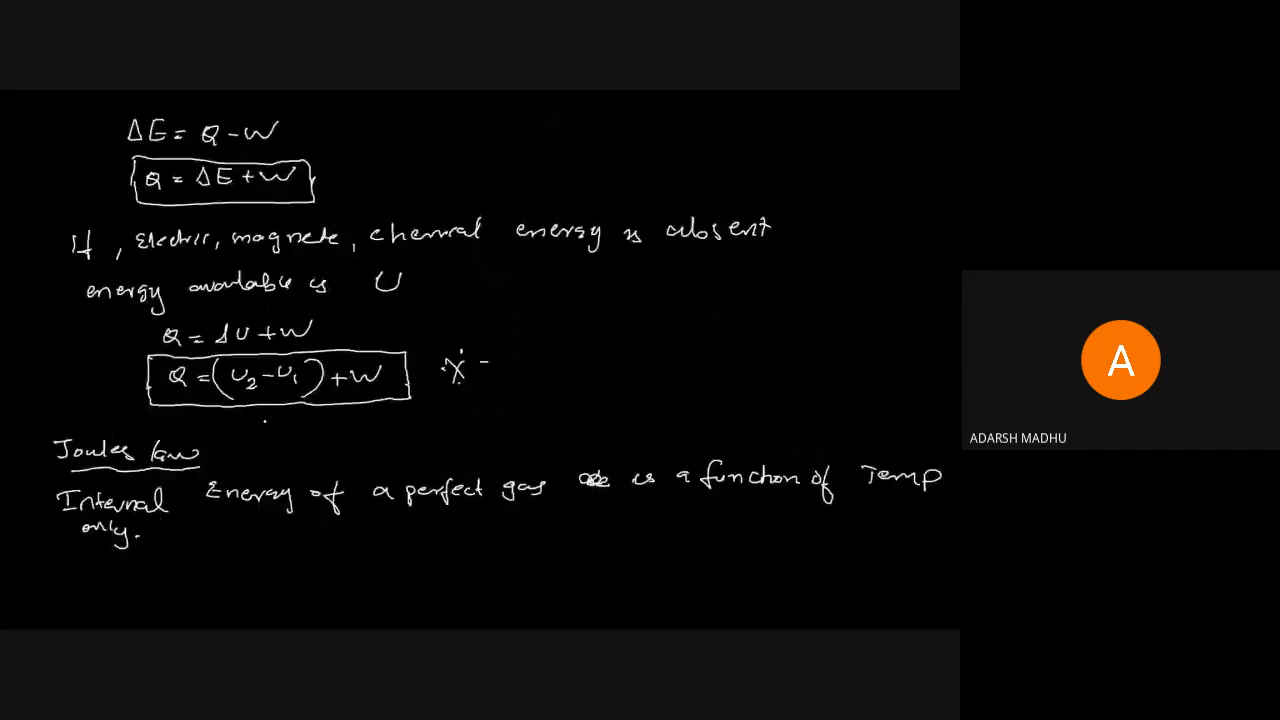 ΔE = Q - W
Q = ΔE + W
If, Electric, magnetic, chemical energy is absent
energy available is U
Q = ΔU + W
Q = (U₂ - U₁) + W
Joules law
Internal Energy of a perfect gas is a function of Temp
only.
A
ADARSH MADHU